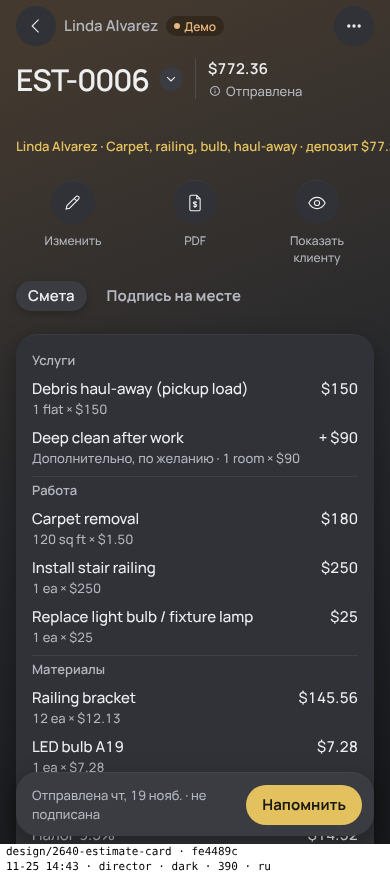 Linda Alvarez
Демо
EST-0006
$772.36
Отправлена
Linda Alvarez · Carpet, railing, bulb, haul-away · депозит $77.
Изменить
PDF
Показать
клиенту
Смета
Подпись на месте
Услуги
Debris haul-away (pickup load) $150
1 flat × $150
Deep clean after work + $90
Дополнительно, по желанию · 1 room × $90
Работа
Carpet removal $180
120 sq ft × $1.50
Install stair railing $250
1 ea × $250
Replace light bulb / fixture lamp $25
1 ea × $25
Материалы
Railing bracket $145.56
12 ea × $12.13
LED bulb A19 $7.28
1 ea × $7.28
Отправлена чт, 19 нояб. · не
подписана
Напомнить
design/2640-estimate-card · fe4489c
11-25 14:43 · director · dark · 390 · ru